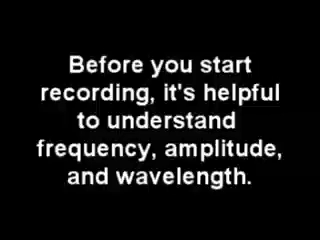 Before you start
recording, it's helpful
to understand
frequency, amplitude,
and wavelength.